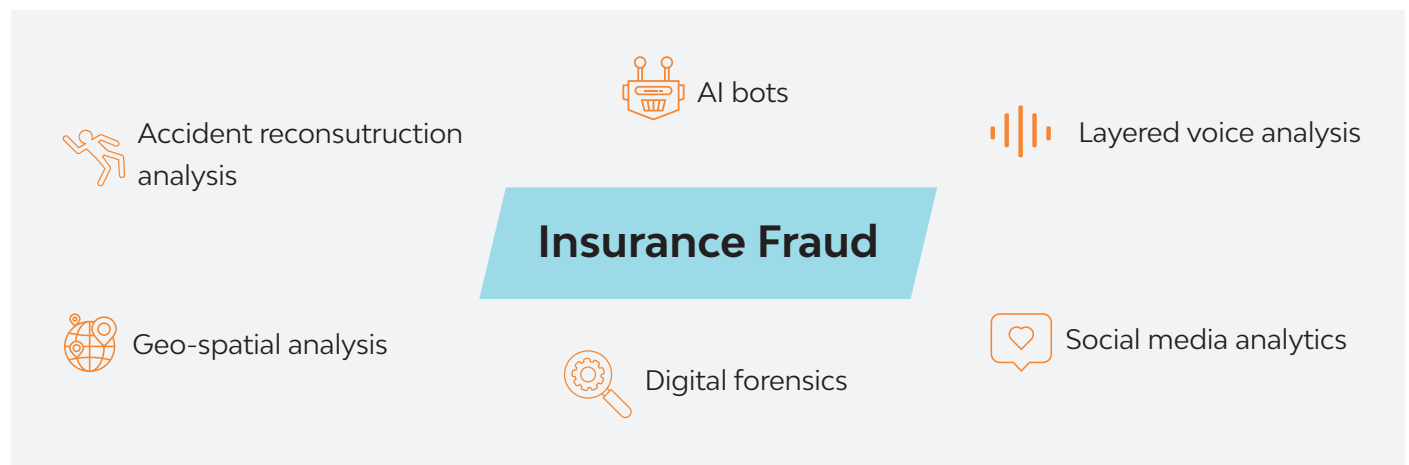 AI bots
Accident reconsutruction
analysis
Layered voice analysis
Insurance Fraud
Geo-spatial analysis
Social media analytics
Digital forensics